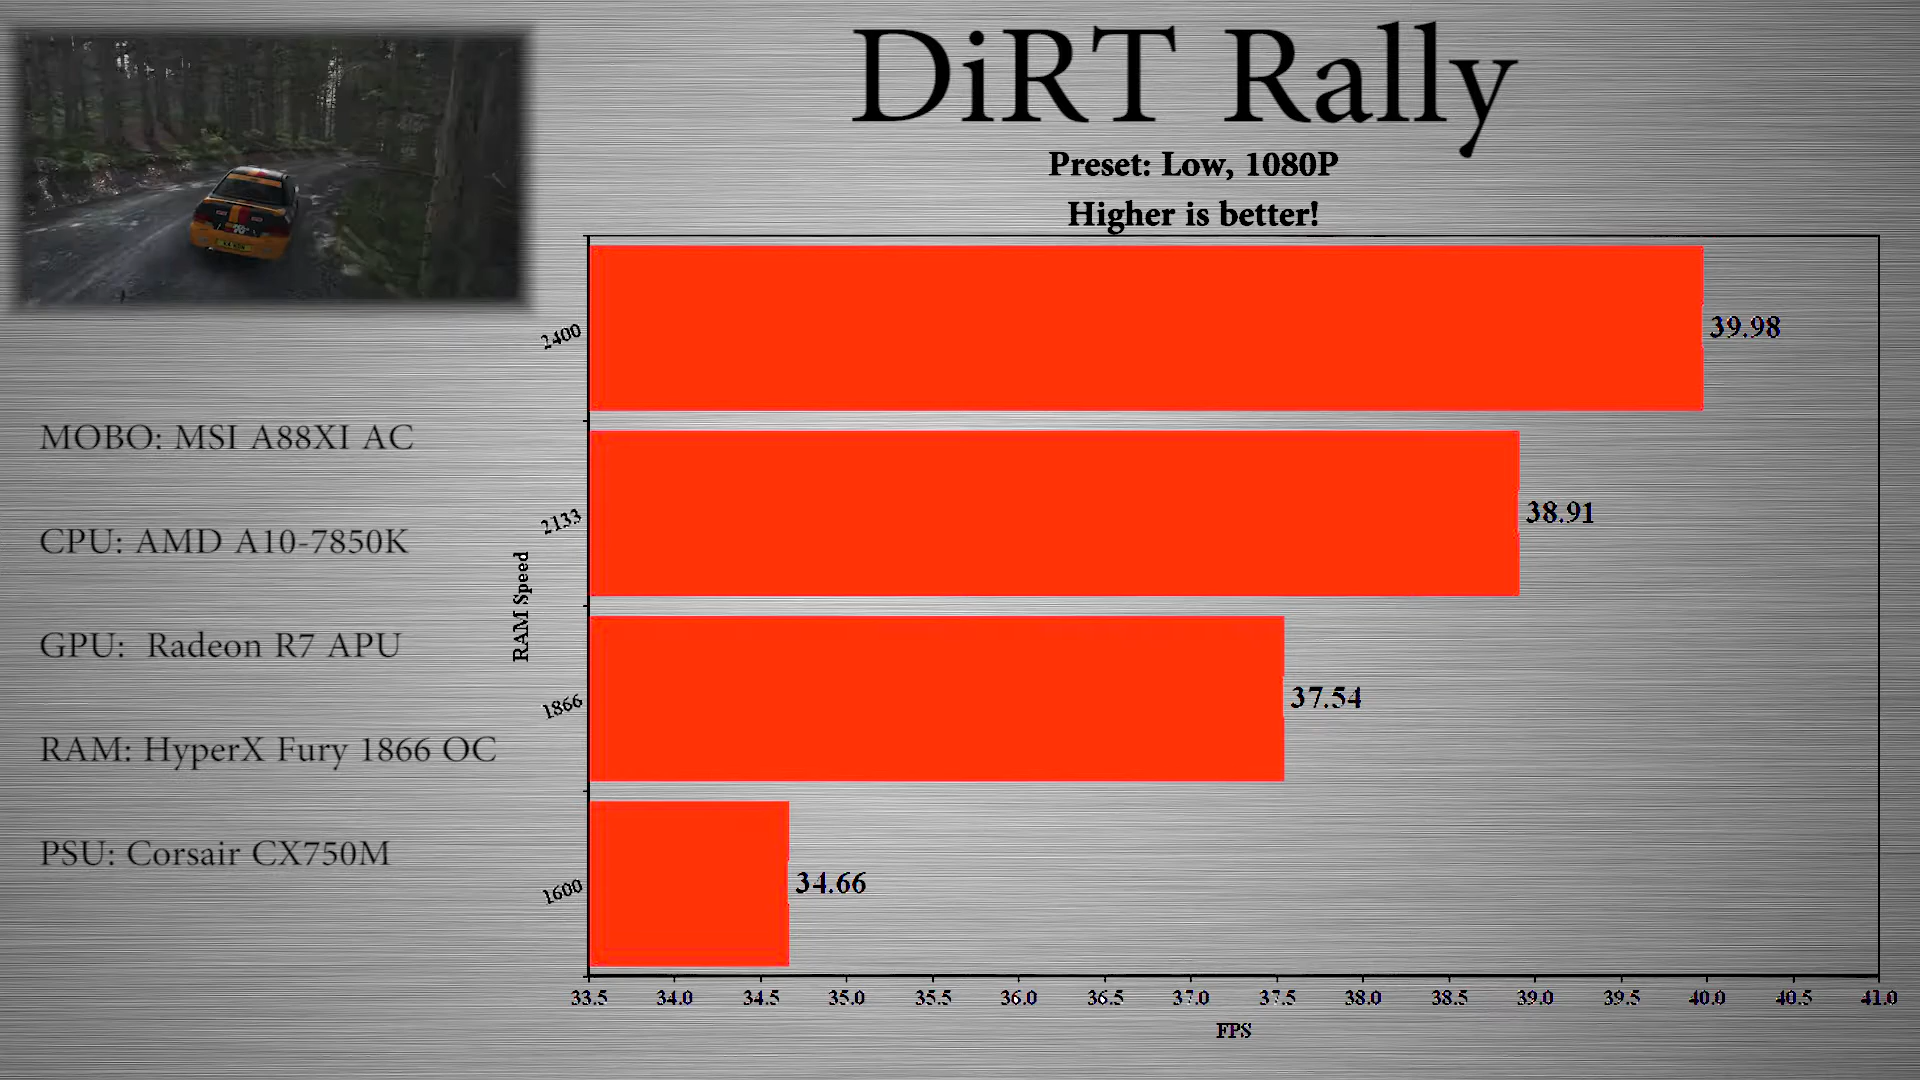 DiRT Rally
Preset: Low, 1080P
Higher is better!
MOBO: MSI A88XI AC
CPU: AMD A10-7850K
GPU: Radeon R7 APU
RAM: HyperX Fury 1866 OC
PSU: Corsair CX750M
RAM Speed
2400
39.98
2133
38.91
1866
37.54
1600
34.66
33.5 34.0 34.5 35.0 35.5 36.0 36.5 37.0 37.5 38.0 38.5 39.0 39.5 40.0 40.5 41.0
FPS